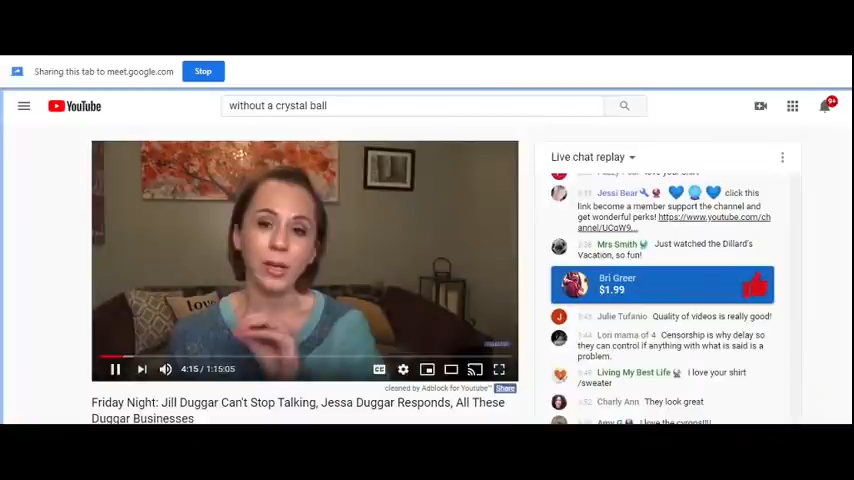 Sharing this tab to meet.google.com Stop
YouTube without a crystal ball 9+
Live chat replay
Jessi Bear click this
link become a member support the channel and
get wonderful perks! https://www.youtube.com/ch
annel/UCqW9...
Mrs Smith Just watched the Dillard's
Vacation, so fun!
Bri Greer
$1.99
Julie Tufanio Quality of videos is really good!
Lori mama of 4 Censorship is why delay so
they can control if anything with what is said is a
problem.
Living My Best Life I love your shirt
/sweater
Charly Ann They look great
love
4:15 / 1:15:05
cleaned by Adblock for Youtube™ Share
Friday Night: Jill Duggar Can't Stop Talking, Jessa Duggar Responds, All These
Duggar Businesses